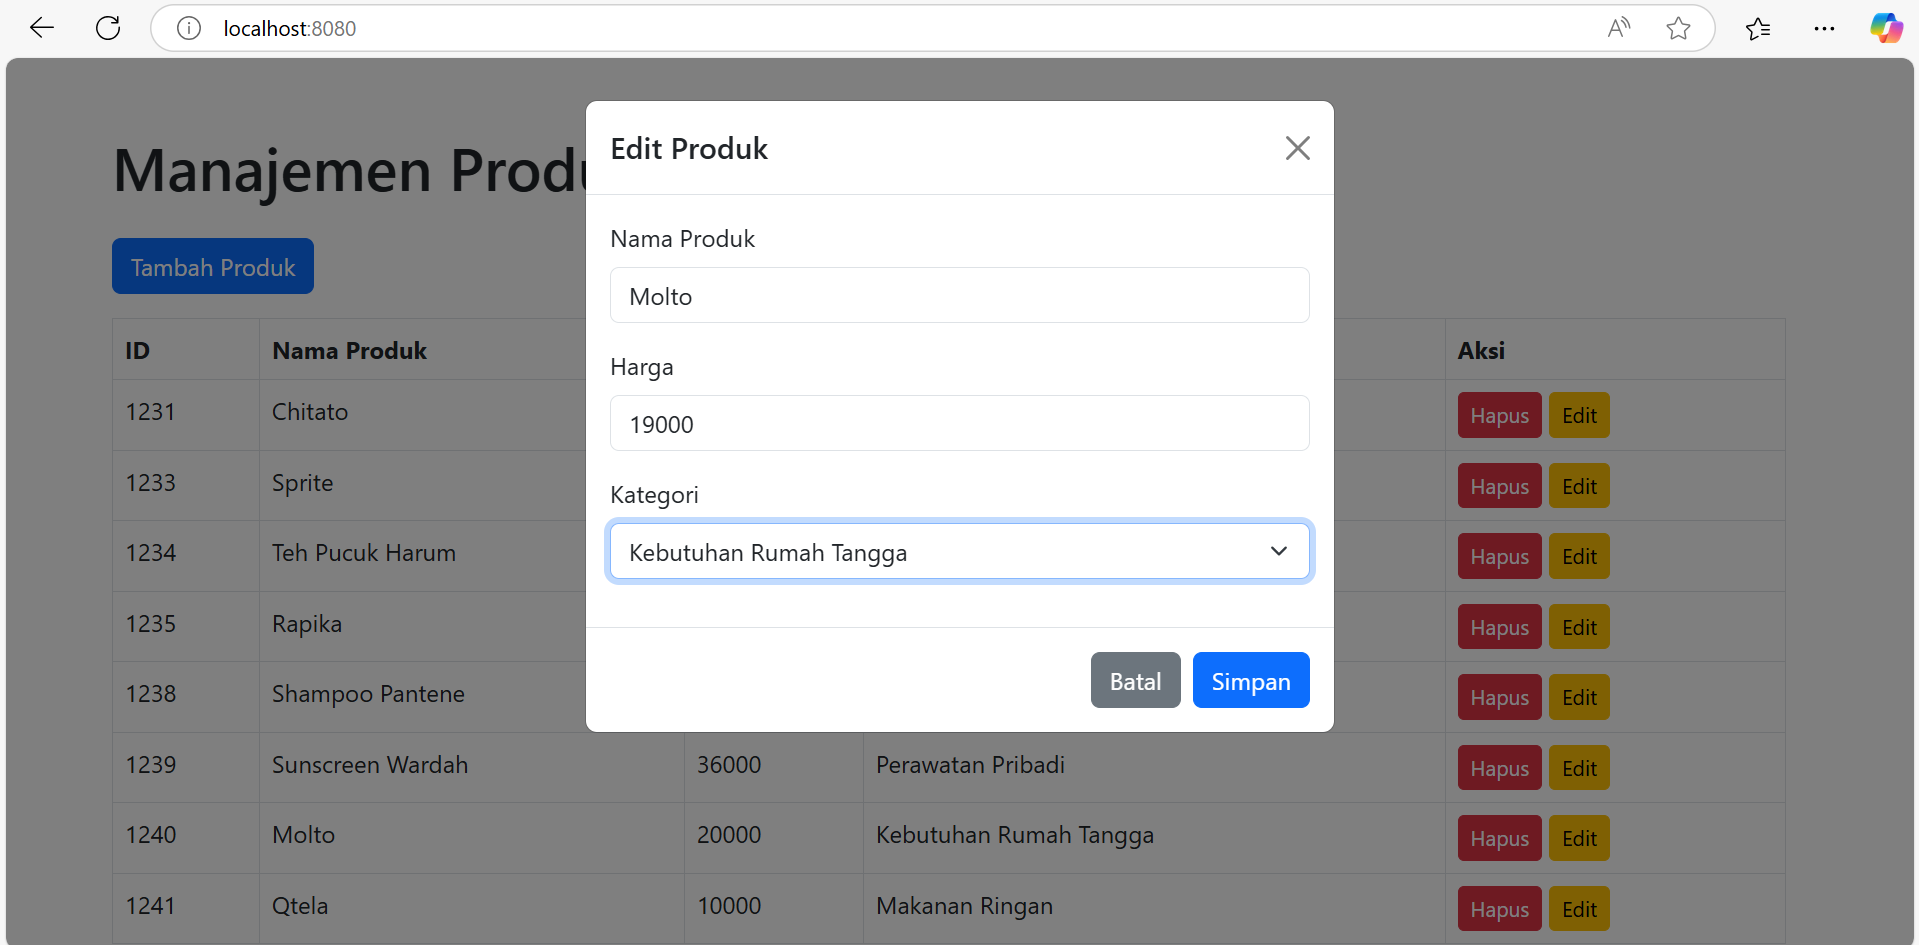 localhost:8080
Manajemen Produ
Tambah Produk
Edit Produk
Nama Produk
Molto
Harga
19000
Kategori
Kebutuhan Rumah Tangga
Batal Simpan
ID Nama Produk Aksi
1231 Chitato Hapus Edit
1233 Sprite Hapus Edit
1234 Teh Pucuk Harum Hapus Edit
1235 Rapika Hapus Edit
1238 Shampoo Pantene Hapus Edit
1239 Sunscreen Wardah 36000 Perawatan Pribadi Hapus Edit
1240 Molto 20000 Kebutuhan Rumah Tangga Hapus Edit
1241 Qtela 10000 Makanan Ringan Hapus Edit